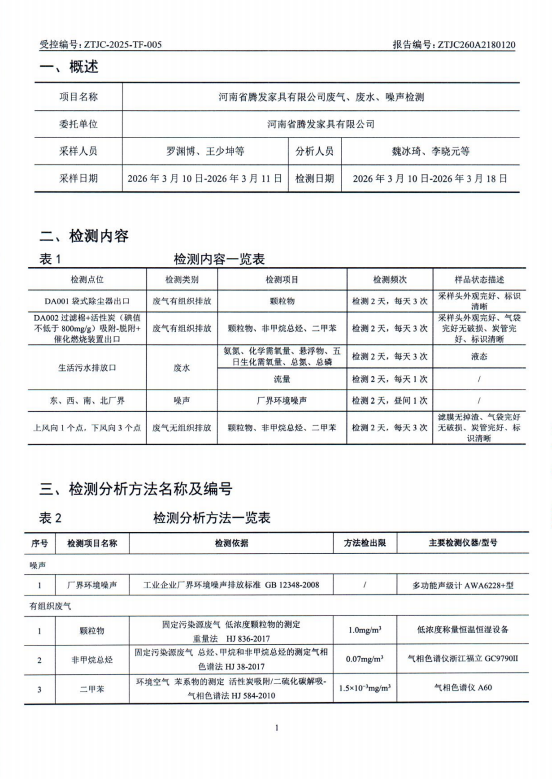 受控编号: ZTJC-2025-TF-005 报告编号: ZTJC260A2180120
一、概述
项目名称 河南省腾发家具有限公司废气、废水、噪声检测
委托单位 河南省腾发家具有限公司
采样人员 罗渊博、王少坤等 分析人员 魏冰琦、李晓元等
采样日期 2026 年 3 月 10 日-2026 年 3 月 11 日 检测日期 2026 年 3 月 10 日-2026 年 3 月 18 日
二、检测内容
表 1 检测内容一览表
检测点位 检测类别 检测项目 检测频次 样品状态描述
DA001 袋式除尘器出口 废气有组织排放 颗粒物 检测 2 天，每天 3 次 采样头外观完好、标识
清晰
DA002 过滤棉+活性炭（碘值
不低于 800mg/g）吸附-脱附+
催化燃烧装置出口 废气有组织排放 颗粒物、非甲烷总烃、二甲苯 检测 2 天，每天 3 次 采样头外观完好、气袋
完好无破损、炭管完
好、标识清晰
生活污水排放口 废水 氨氮、化学需氧量、悬浮物、五
日生化需氧量、总氮、总磷 检测 2 天，每天 3 次 液态
流量 检测 2 天，每天 1 次 /
东、西、南、北厂界 噪声 厂界环境噪声 检测 2 天，昼间 1 次 /
上风向 1 个点，下风向 3 个点 废气无组织排放 颗粒物、非甲烷总烃、二甲苯 检测 2 天，每天 3 次 滤膜无掉渣、气袋完好
无破损，炭管完好，标
识清晰
三、检测分析方法名称及编号
表 2 检测分析方法一览表
序号 检测项目名称 检测依据 方法检出限 主要检测仪器/型号
噪声
1 厂界环境噪声 工业企业厂界环境噪声排放标准 GB 12348-2008 / 多功能声级计 AWA6228+型
有组织废气
1 颗粒物 固定污染源废气 低浓度颗粒物的测定
重量法 HJ 836-2017 1.0mg/m³ 低浓度称量恒温恒湿设备
2 非甲烷总烃 固定污染源废气 总烃、甲烷和非甲烷总烃的测定气相
色谱法 HJ 38-2017 0.07mg/m³ 气相色谱仪浙江福立 GC9790II
3 二甲苯 环境空气 苯系物的测定 活性炭吸附/二硫化碳解吸-
气相色谱法 HJ 584-2010 1.5×10⁻³mg/m³ 气相色谱仪 A60
1